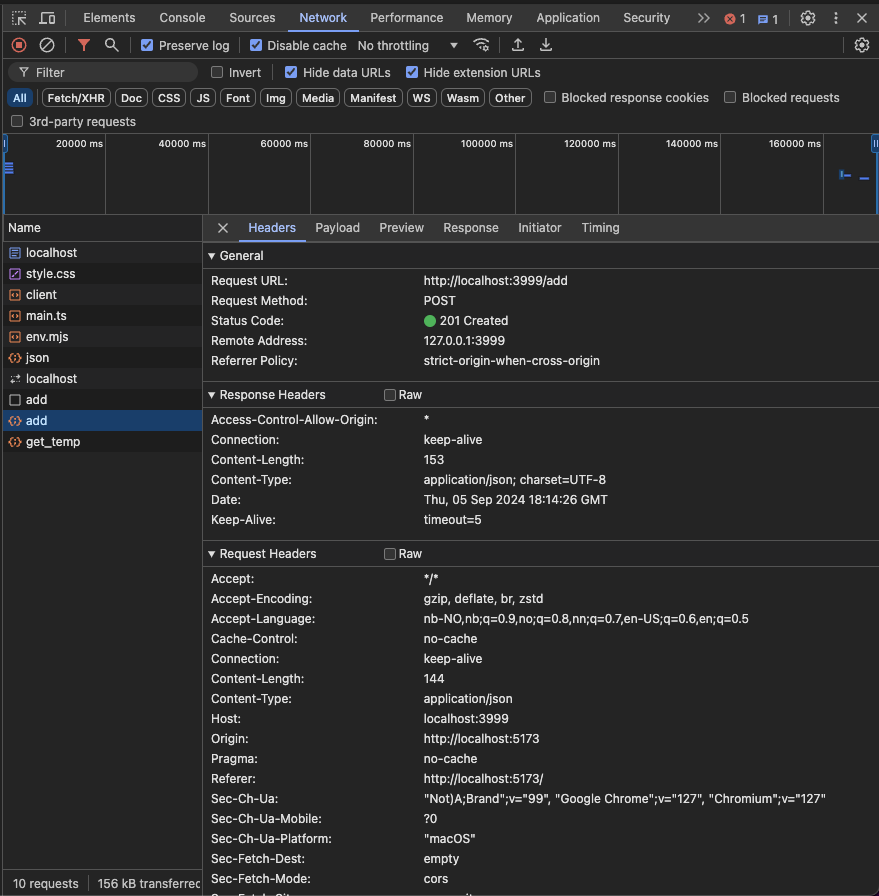 Elements Console Sources Network Performance Memory Application Security 1 1
Preserve log Disable cache No throttling
Filter Invert Hide data URLs Hide extension URLs
All Fetch/XHR Doc CSS JS Font Img Media Manifest WS Wasm Other Blocked response cookies Blocked requests
3rd-party requests
20000 ms 40000 ms 60000 ms 80000 ms 100000 ms 120000 ms 140000 ms 160000 ms
Name
localhost
style.css
client
main.ts
env.mjs
json
localhost
add
add
get_temp
10 requests 156 kB transferred
Headers Payload Preview Response Initiator Timing
General
Request URL: http://localhost:3999/add
Request Method: POST
Status Code: 201 Created
Remote Address: 127.0.0.1:3999
Referrer Policy: strict-origin-when-cross-origin
Response Headers Raw
Access-Control-Allow-Origin: *
Connection: keep-alive
Content-Length: 153
Content-Type: application/json; charset=UTF-8
Date: Thu, 05 Sep 2024 18:14:26 GMT
Keep-Alive: timeout=5
Request Headers Raw
Accept: */*
Accept-Encoding: gzip, deflate, br, zstd
Accept-Language: nb-NO,nb;q=0.9,no;q=0.8,nn;q=0.7,en-US;q=0.6,en;q=0.5
Cache-Control: no-cache
Connection: keep-alive
Content-Length: 144
Content-Type: application/json
Host: localhost:3999
Origin: http://localhost:5173
Pragma: no-cache
Referer: http://localhost:5173/
Sec-Ch-Ua: "Not)A;Brand";v="99", "Google Chrome";v="127", "Chromium";v="127"
Sec-Ch-Ua-Mobile: ?0
Sec-Ch-Ua-Platform: "macOS"
Sec-Fetch-Dest: empty
Sec-Fetch-Mode: cors